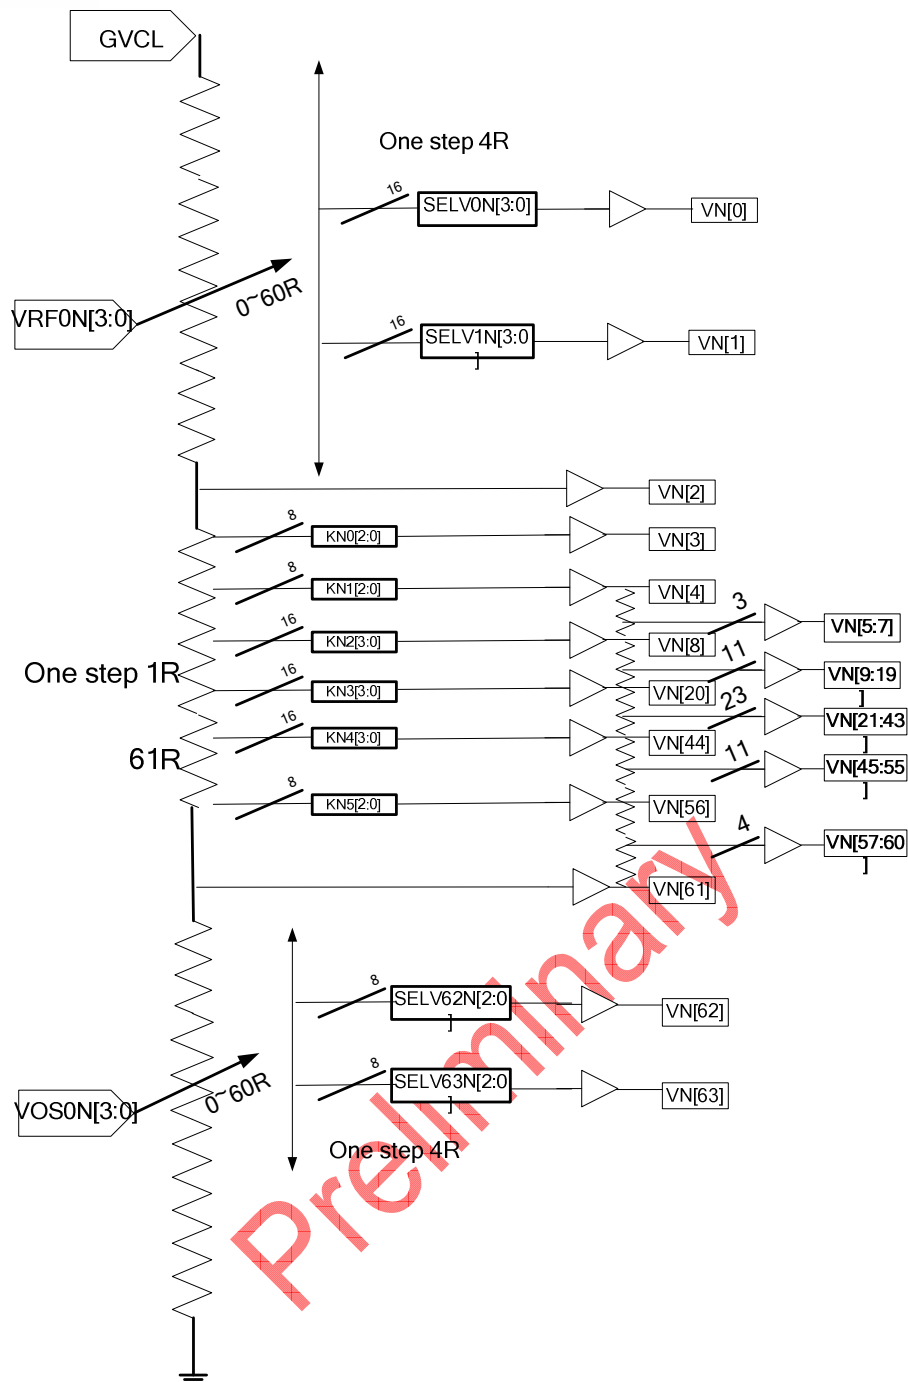 GVCL
One step 4R
16
SELV0N[3:0]
VN[0]
0~60R
VRF0N[3:0]
16
SELV1N[3:0
]
VN[1]
VN[2]
8
KN0[2:0]
VN[3]
8
KN1[2:0]
VN[4]
3
VN[5:7]
16
KN2[3:0]
VN[8]
11
VN[9:19
]
One step 1R
16
KN3[3:0]
VN[20]
23
VN[21:43
]
16
KN4[3:0]
VN[44]
11
VN[45:55
]
61R
8
KN5[2:0]
VN[56]
4
VN[57:60
]
VN[61]
8
SELV62N[2:0
]
VN[62]
0~60R
VOS0N[3:0]
8
SELV63N[2:0
]
VN[63]
One step 4R
Preliminary